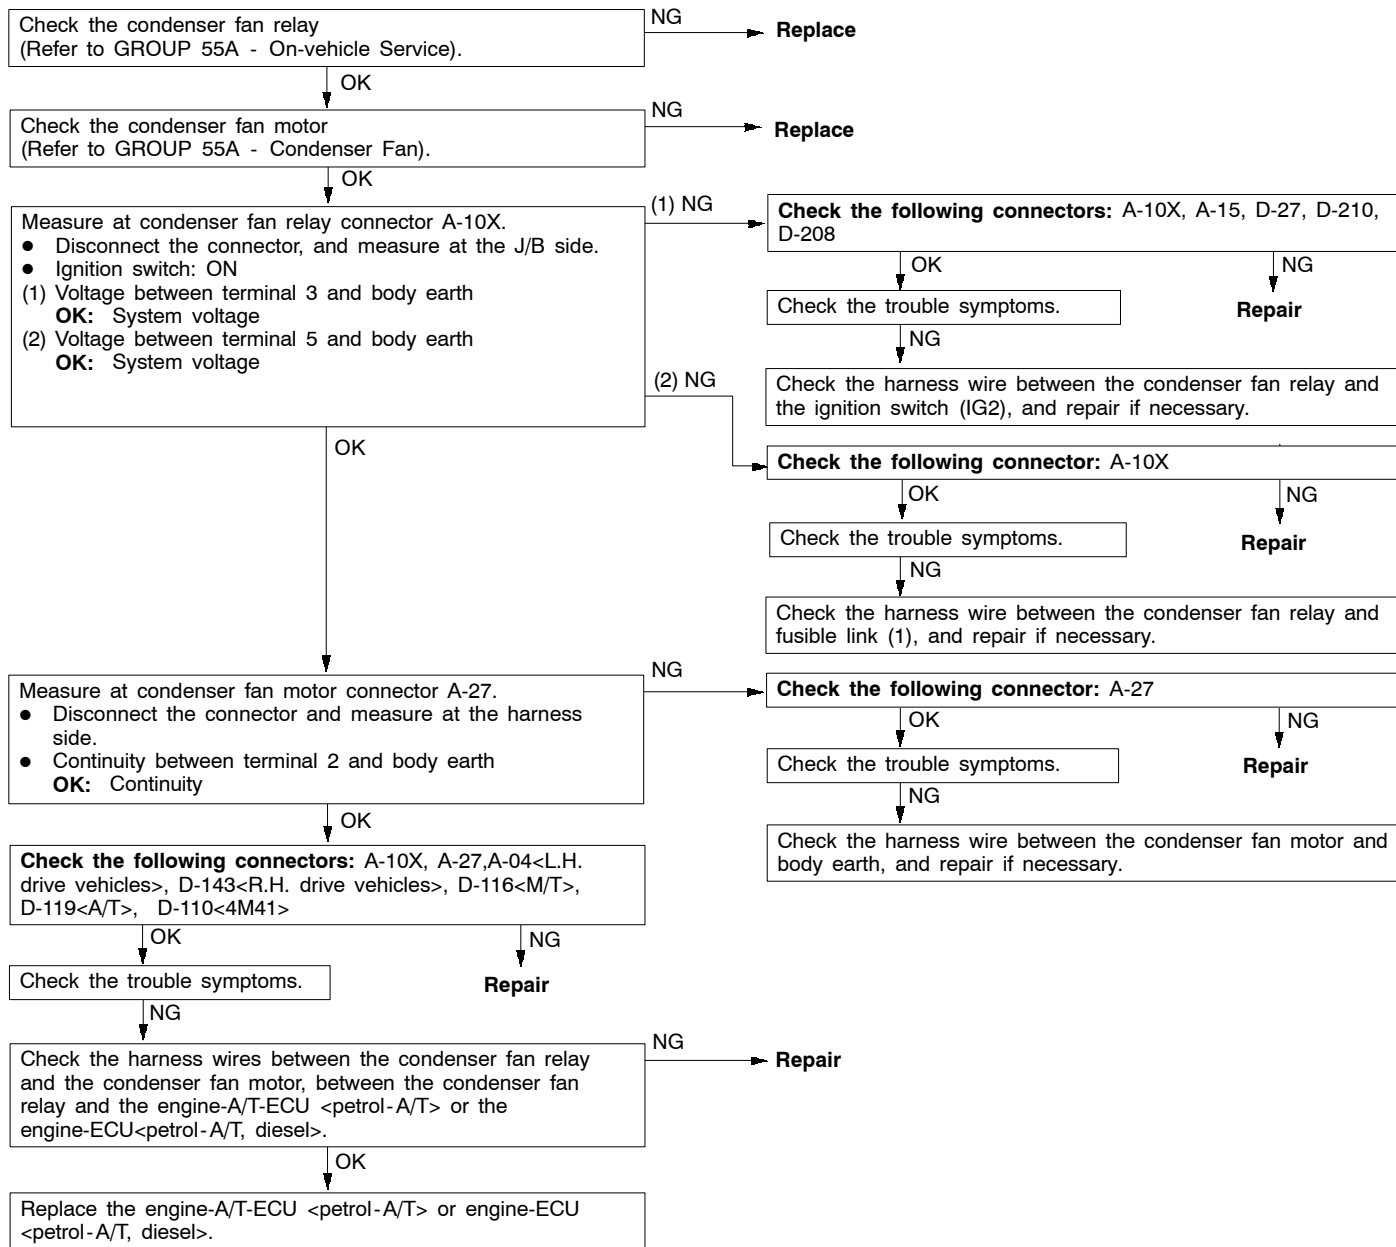 Check the condenser fan relay
(Refer to GROUP 55A - On-vehicle Service).
NG
Replace
OK
Check the condenser fan motor
(Refer to GROUP 55A - Condenser Fan).
NG
Replace
OK
Measure at condenser fan relay connector A-10X.
● Disconnect the connector, and measure at the J/B side.
● Ignition switch: ON
(1) Voltage between terminal 3 and body earth
OK: System voltage
(2) Voltage between terminal 5 and body earth
OK: System voltage
(1) NG
Check the following connectors: A-10X, A-15, D-27, D-210,
D-208
OK
NG
Check the trouble symptoms.
Repair
NG
Check the harness wire between the condenser fan relay and
the ignition switch (IG2), and repair if necessary.
(2) NG
Check the following connector: A-10X
OK
NG
Check the trouble symptoms.
Repair
NG
Check the harness wire between the condenser fan relay and
fusible link (1), and repair if necessary.
OK
Measure at condenser fan motor connector A-27.
● Disconnect the connector and measure at the harness
side.
● Continuity between terminal 2 and body earth
OK: Continuity
NG
Check the following connector: A-27
OK
NG
Check the trouble symptoms.
Repair
NG
Check the harness wire between the condenser fan motor and
body earth, and repair if necessary.
OK
Check the following connectors: A-10X, A-27,A-04<L.H.
drive vehicles>, D-143<R.H. drive vehicles>, D-116<M/T>,
D-119<A/T>, D-110<4M41>
OK
NG
Check the trouble symptoms.
Repair
NG
Check the harness wires between the condenser fan relay
and the condenser fan motor, between the condenser fan
relay and the engine-A/T-ECU <petrol-A/T> or the
engine-ECU<petrol-A/T, diesel>.
NG
Repair
OK
Replace the engine-A/T-ECU <petrol-A/T> or engine-ECU
<petrol-A/T, diesel>.